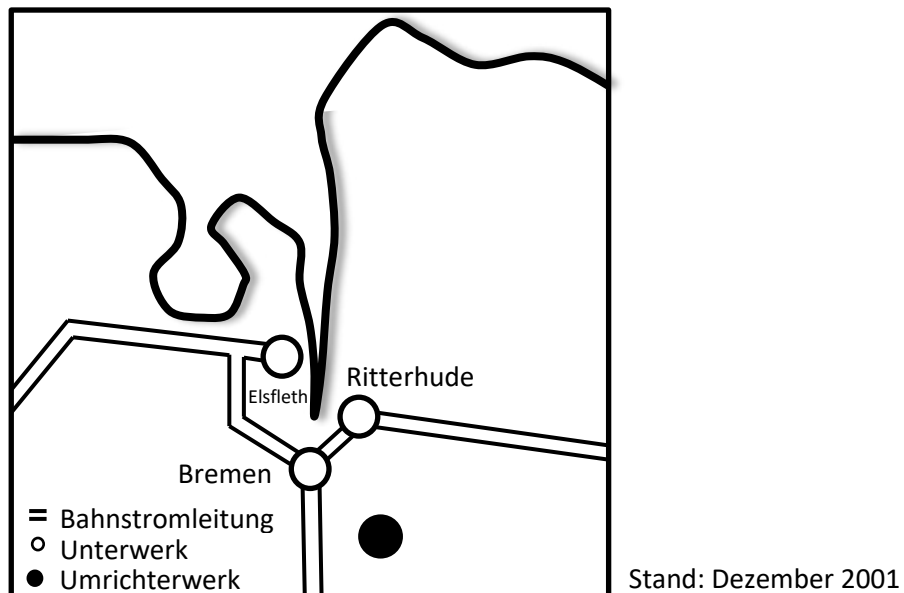 Ritterhude
Elsfleth
Bremen
Bahnstromleitung
Unterwerk
Umrichterwerk
Stand: Dezember 2001